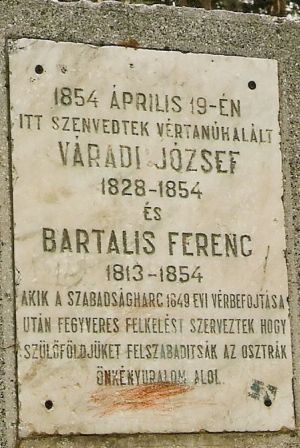 1854 ÁPRILIS 19-ÉN
ITT SZENVEDTEK VÉRTANÚHALÁLT
VÁRADI JÓZSEF
1828-1854
ÉS
BARTALIS FERENC
1813-1854
AKIK A SZABADSÁGHARC 1849 EVI VÉRBEFOJTÁSA
UTÁN FEGYVERES FELKELÉST SZERVEZTEK HOGY
SZÜLŐFÖLDJÜKET FELSZABADITSÁK AZ OSZTRÁK
ÖNKÉNYURALOM ALOL.